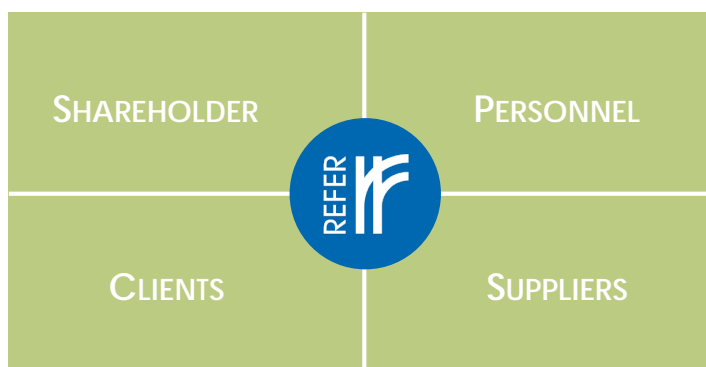 SHAREHOLDER
PERSONNEL
REFER
CLIENTS
SUPPLIERS